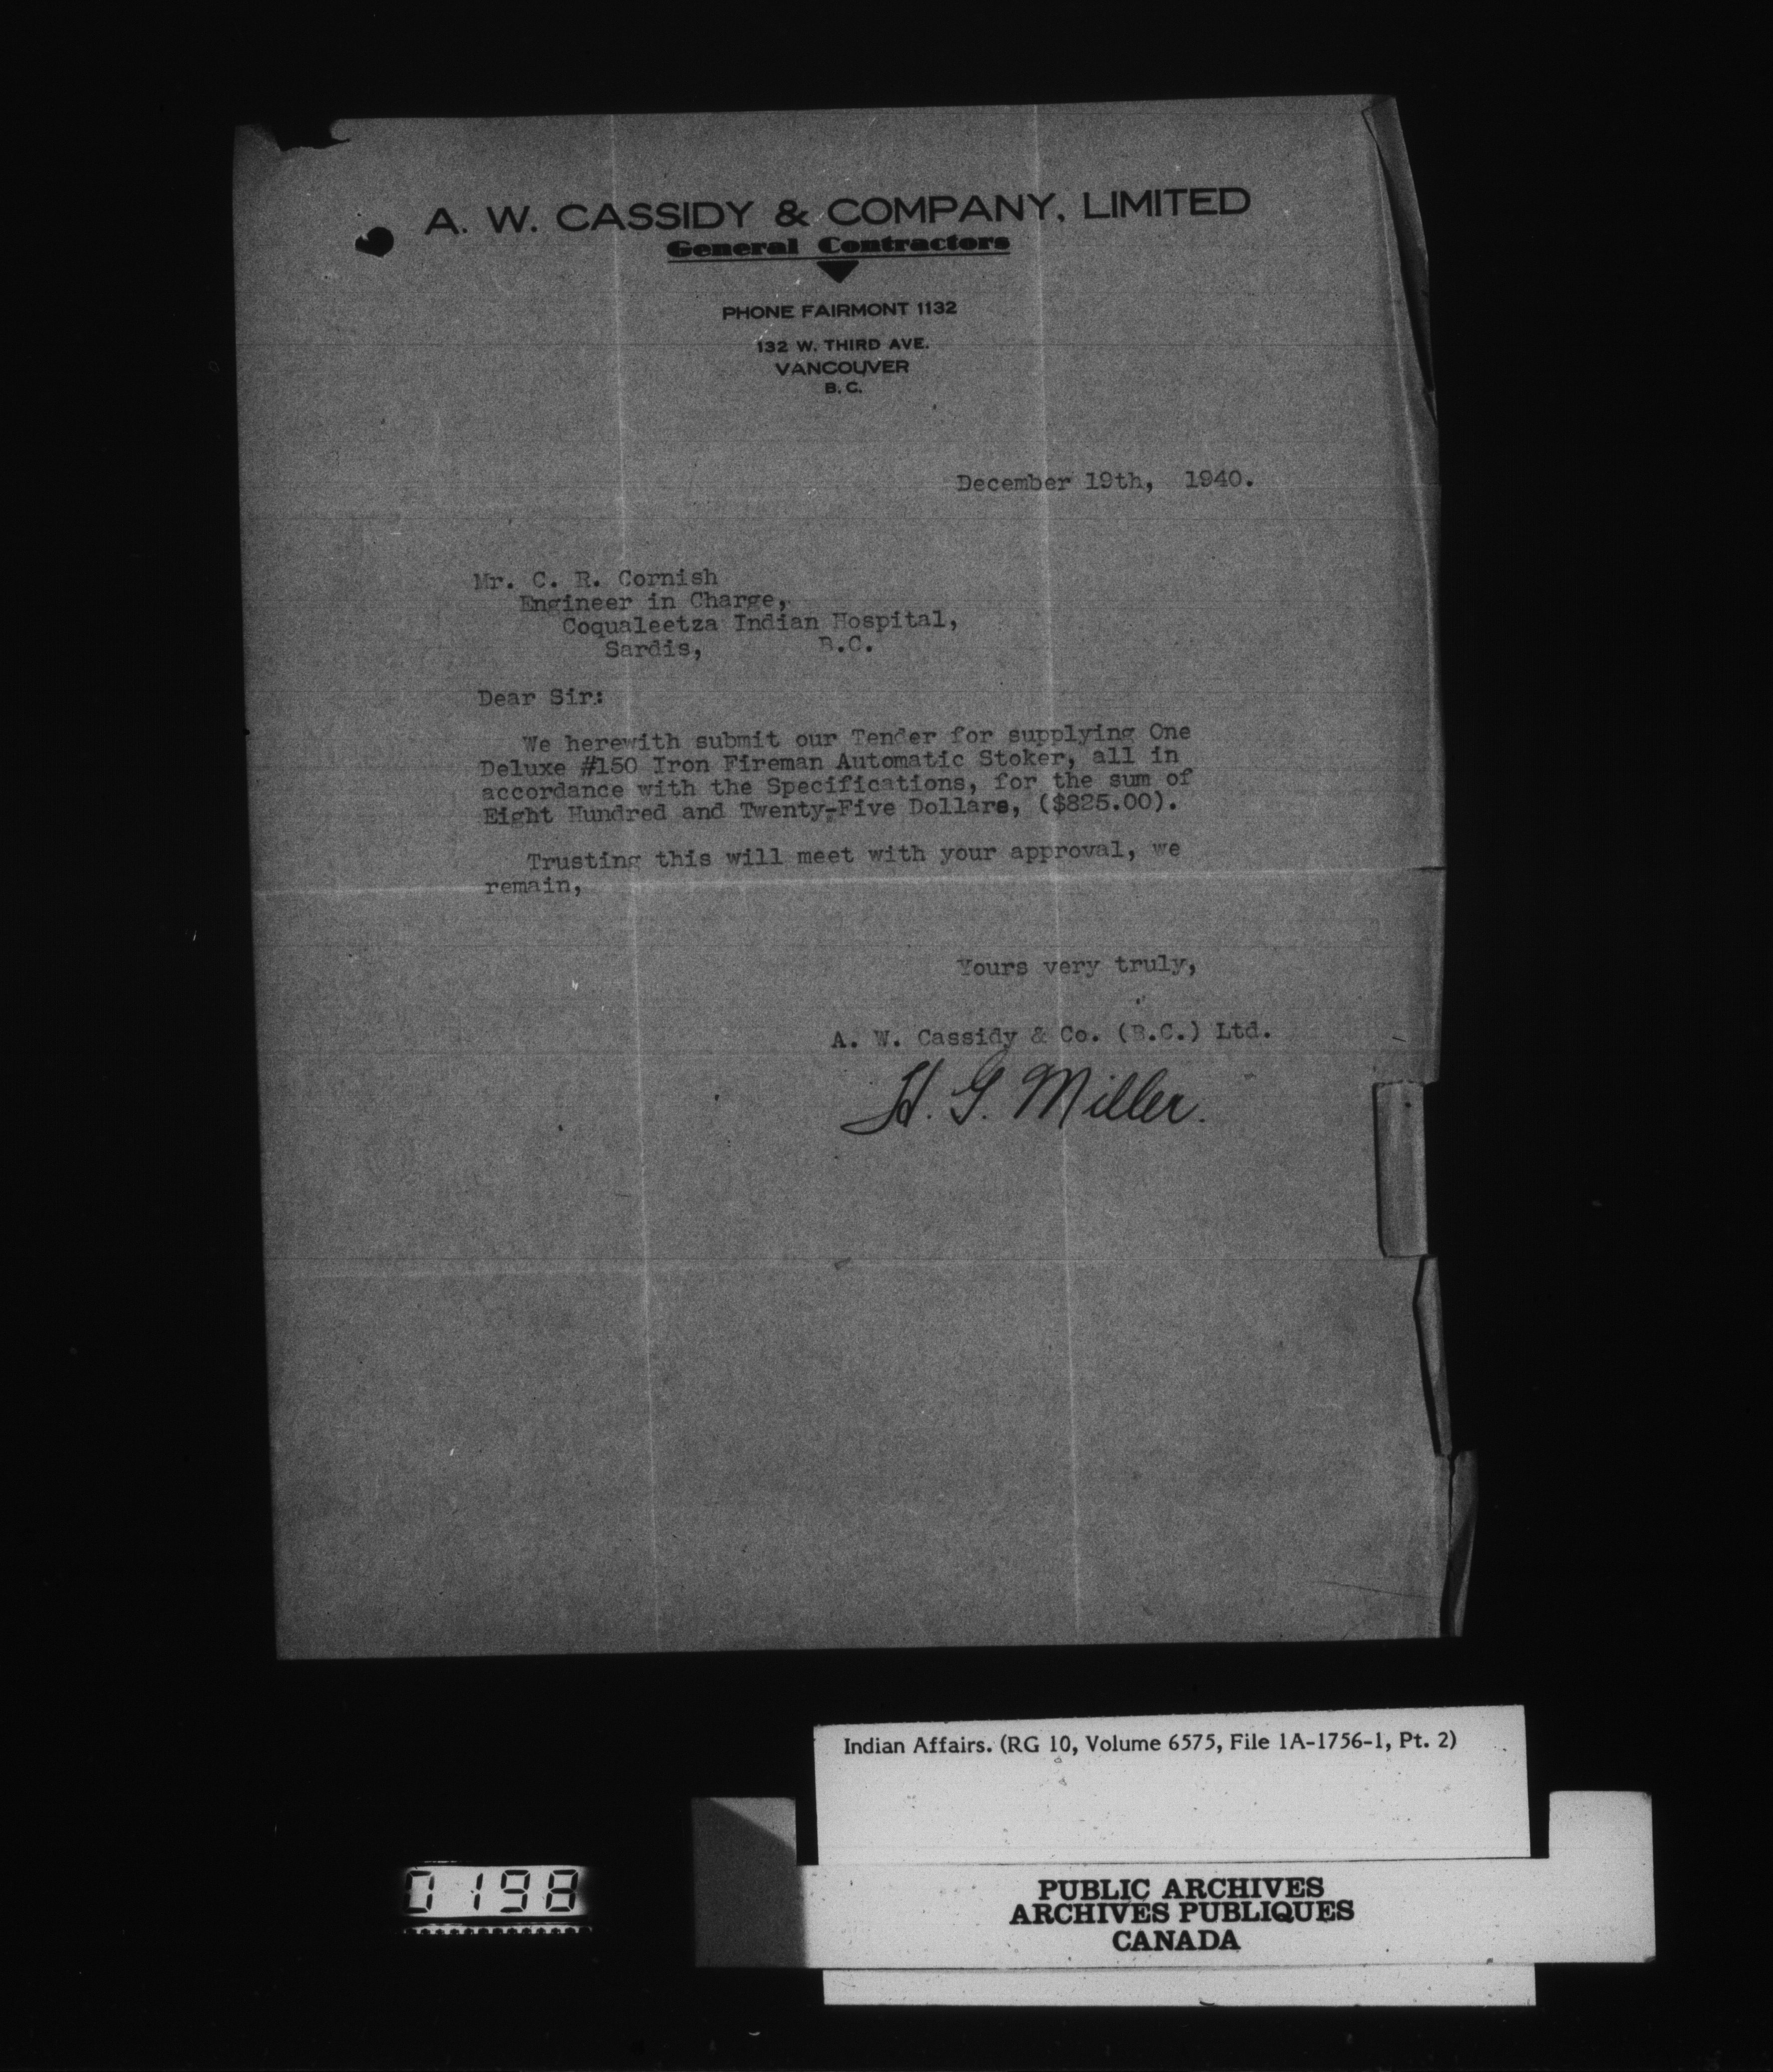 A. W. CASSIDY & COMPANY, LIMITED
General Contractors
PHONE FAIRMONT 1132
132 W. THIRD AVE.
VANCOUVER
B. C.
December 19th, 1940.
Mr. C. R. Cornish
Engineer in Charge,
Coqualeetza Indian Hospital,
Sardis, B.C.
Dear Sir:
We herewith submit our Tender for supplying One
Deluxe #150 Iron Fireman Automatic Stoker, all in
accordance with the Specifications, for the sum of
Eight Hundred and Twenty-Five Dollars, ($825.00).
Trusting this will meet with your approval, we
remain,
Yours very truly,
A. W. Cassidy & Co. (B.C.) Ltd.
H. G. Miller.
Indian Affairs. (RG 10, Volume 6575, File 1A-1756-1, Pt. 2)
0198
PUBLIC ARCHIVES
ARCHIVES PUBLIQUES
CANADA